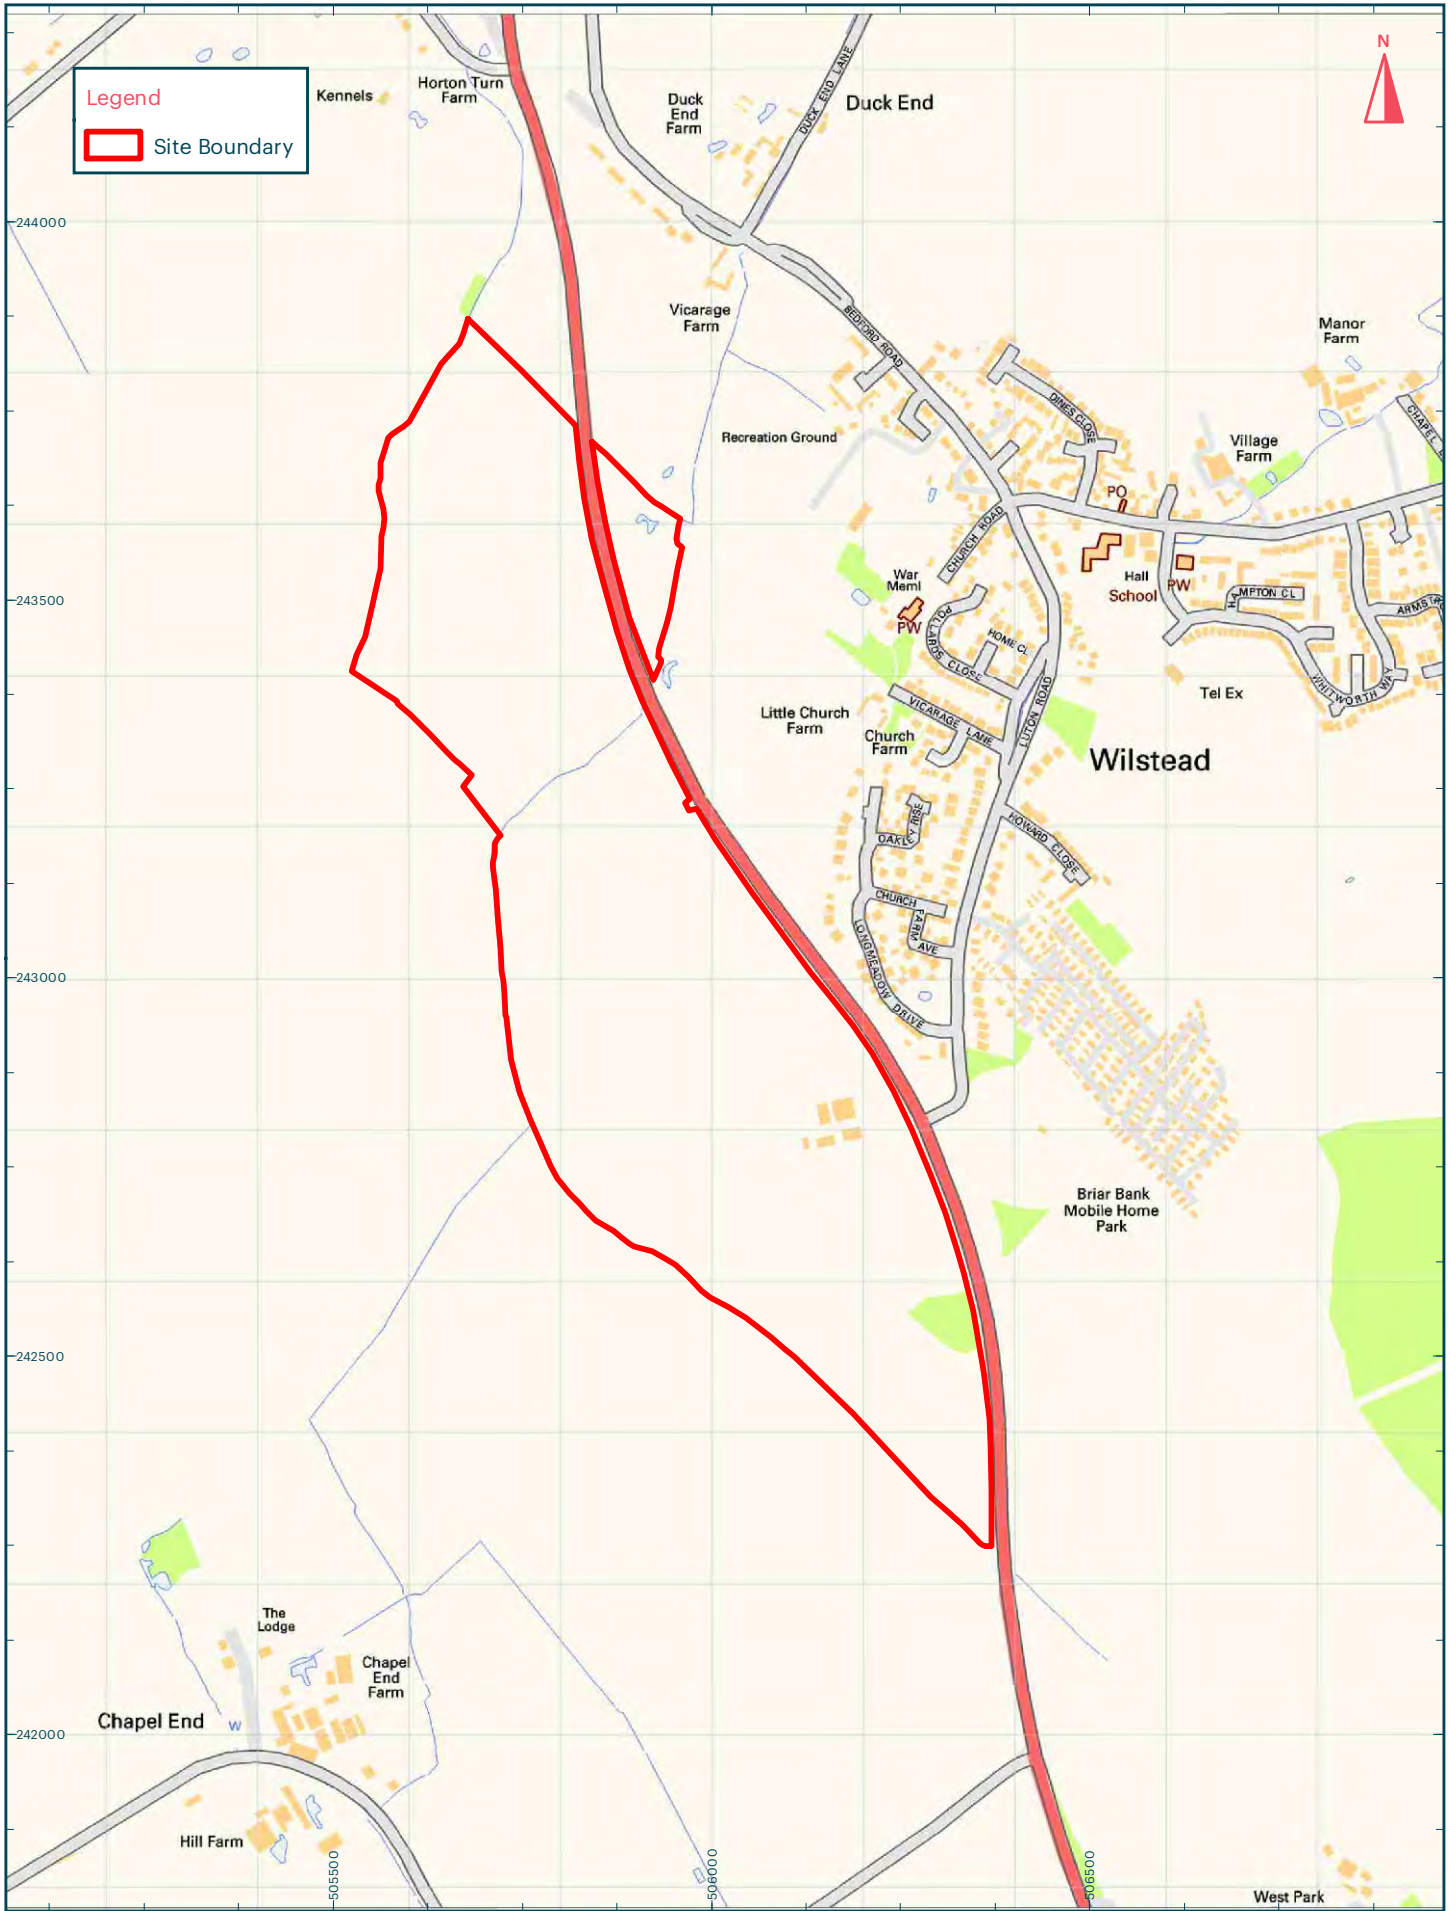 N
Legend
Site Boundary
Kennels
Horton Turn
Farm
Duck
End
Farm
DUCK END LANE
Duck End
244000
Vicarage
Farm
BEDFORD ROAD
Manor
Farm
DINES CLOSE
CHAPEL
Recreation Ground
Village
Farm
PO
CHURCH ROAD
243500
War
Meml
PW
Hall
School
PW
HAMPTON CL
ARMST
POLLARDS CLOSE
HOME CL
WHITWORTH WAY
Tel Ex
Little Church
Farm
Church
Farm
VICARAGE LANE
LUTON ROAD
Wilstead
OAKLEY RISE
HOWARD CLOSE
CHURCH FARM AVE
LONGMEADOW DRIVE
243000
Briar Bank
Mobile Home
Park
242500
The
Lodge
Chapel
End
Farm
Chapel End
W
242000
Hill Farm
505500
506000
506500
West Park